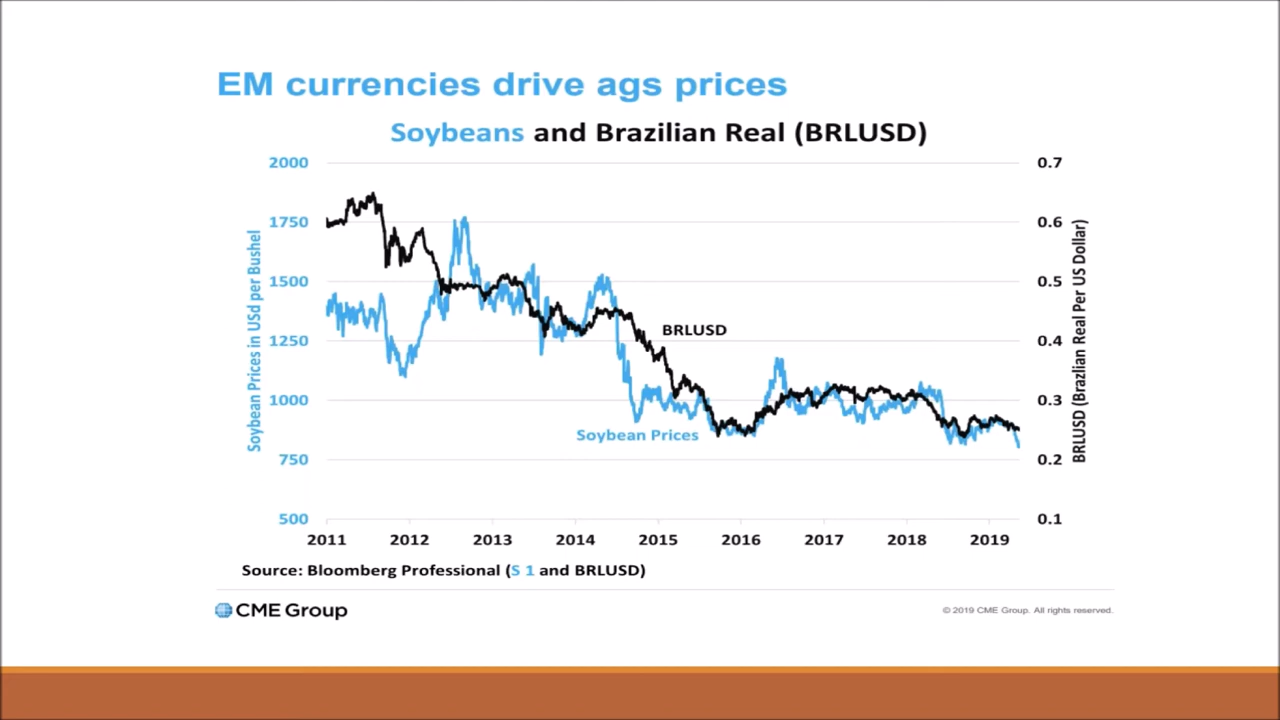 EM currencies drive ags prices
Soybeans and Brazilian Real (BRLUSD)
2000
1750
1500
1250
1000
750
500
Soybean Prices in USd per Bushel
0.7
0.6
0.5
0.4
0.3
0.2
0.1
BRLUSD (Brazlian Real Per US Dollar)
BRLUSD
Soybean Prices
2011 2012 2013 2014 2015 2016 2017 2018 2019
Source: Bloomberg Professional (S 1 and BRLUSD)
CME Group
© 2019 CME Group. All rights reserved.